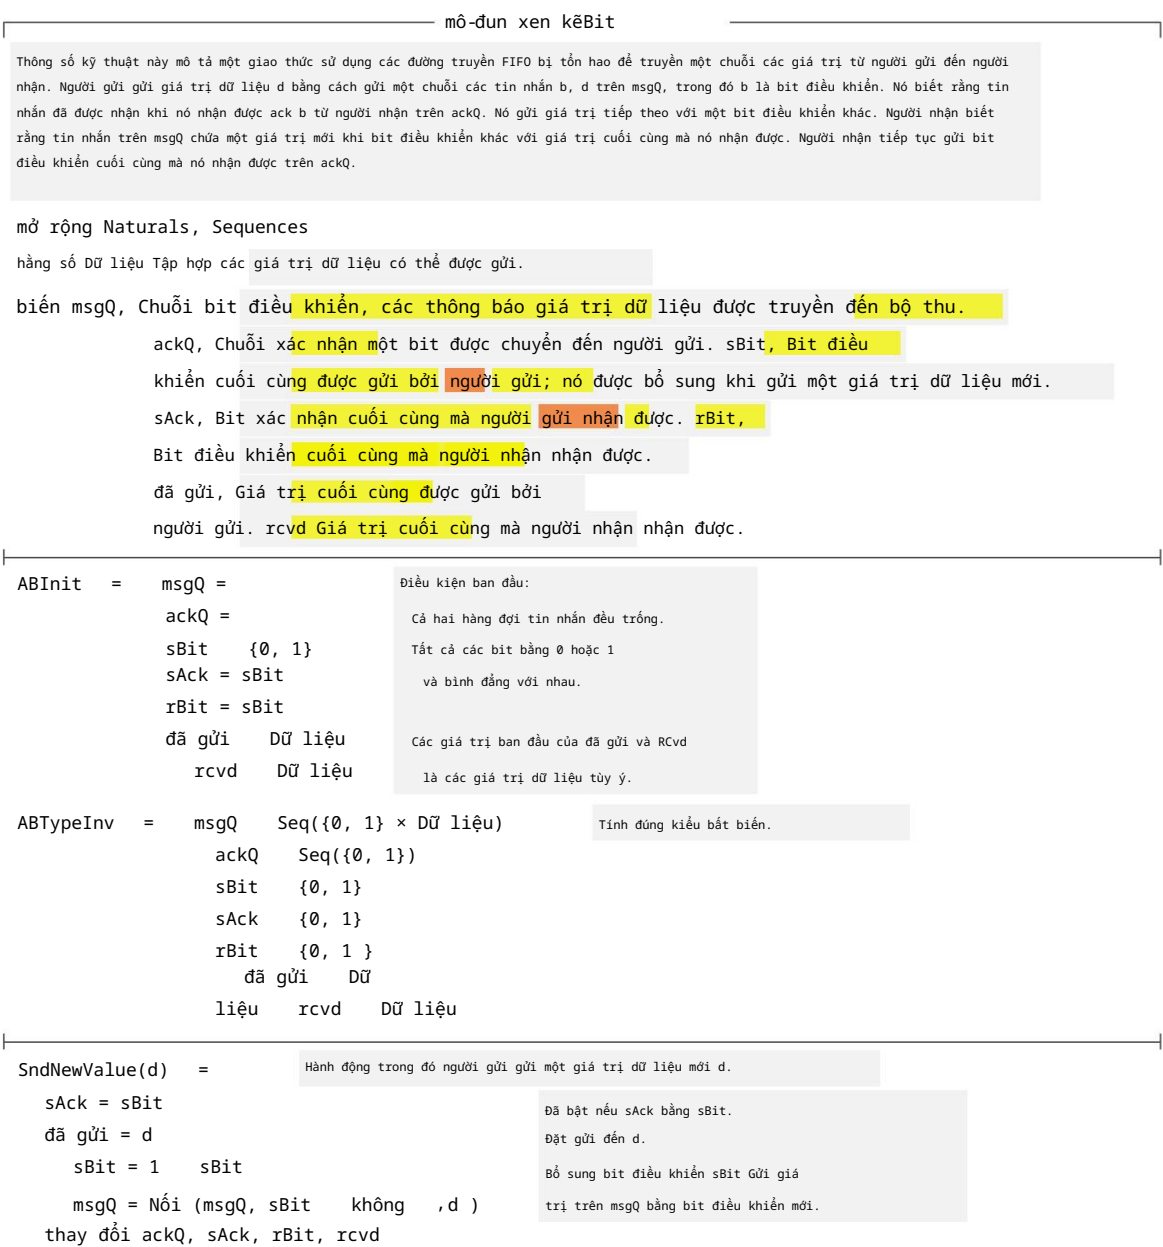 mô-đun xen kẽBit
Thông số kỹ thuật này mô tả một giao thức sử dụng các đường truyền FIFO bị tổn hao để truyền một chuỗi các giá trị từ người gửi đến người
nhận. Người gửi gửi giá trị dữ liệu d bằng cách gửi một chuỗi các tin nhắn b, d trên msgQ, trong đó b là bit điều khiển. Nó biết rằng tin
nhắn đã được nhận khi nó nhận được ack b từ người nhận trên ackQ. Nó gửi giá trị tiếp theo với một bit điều khiển khác. Người nhận biết
rằng tin nhắn trên msgQ chứa một giá trị mới khi bit điều khiển khác với giá trị cuối cùng mà nó nhận được. Người nhận tiếp tục gửi bit
điều khiển cuối cùng mà nó nhận được trên ackQ.
mở rộng Naturals, Sequences
hằng số Dữ liệu Tập hợp các giá trị dữ liệu có thể được gửi.
biến msgQ, Chuỗi bit điều khiển, các thông báo giá trị dữ liệu được truyền đến bộ thu.
ackQ, Chuỗi xác nhận một bit được chuyển đến người gửi. sBit, Bit điều
khiển cuối cùng được gửi bởi người gửi; nó được bổ sung khi gửi một giá trị dữ liệu mới.
sAck, Bit xác nhận cuối cùng mà người gửi nhận được. rBit,
Bit điều khiển cuối cùng mà người nhận nhận được.
đã gửi, Giá trị cuối cùng được gửi bởi
người gửi. rcvd Giá trị cuối cùng mà người nhận nhận được.
ABInit = msgQ = Điều kiện ban đầu:
ackQ = Cả hai hàng đợi tin nhắn đều trống.
sBit {0, 1} Tất cả các bit bằng 0 hoặc 1
sAck = sBit và bình đẳng với nhau.
rBit = sBit
đã gửi Dữ liệu Các giá trị ban đầu của đã gửi và RCvd
rcvd Dữ liệu là các giá trị dữ liệu tùy ý.
ABTypeInv = msgQ Seq({0, 1} × Dữ liệu) Tính đúng kiểu bất biến.
ackQ Seq({0, 1})
sBit {0, 1}
sAck {0, 1}
rBit {0, 1 }
đã gửi Dữ
liệu rcvd Dữ liệu
SndNewValue(d) = Hành động trong đó người gửi gửi một giá trị dữ liệu mới d.
sAck = sBit Đã bật nếu sAck bằng sBit.
đã gửi = d Đặt gửi đến d.
sBit = 1 sBit Bổ sung bit điều khiển sBit Gửi giá
msgQ = Nối (msgQ, sBit không ,d ) trị trên msgQ bằng bit điều khiển mới.
thay đổi ackQ, sAck, rBit, rcvd